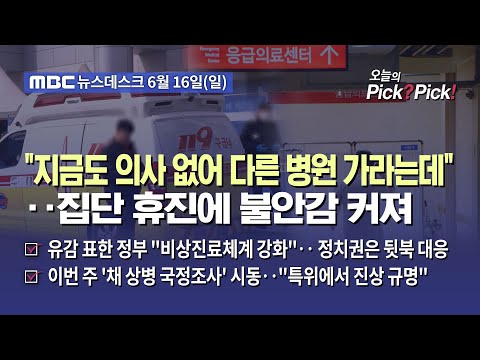 Emergency Medical Center
응급의료센터
MBC 뉴스데스크 6월 16일(일)
오늘의
Pick?Pick!
119
"지금도 의사 없어 다른 병원 가라는데"
‥집단 휴진에 불안감 커져
유감 표한 정부 "비상진료체계 강화"‥ 정치권은 뒷북 대응
이번 주 '채 상병 국정조사' 시동‥"특위에서 진상 규명"